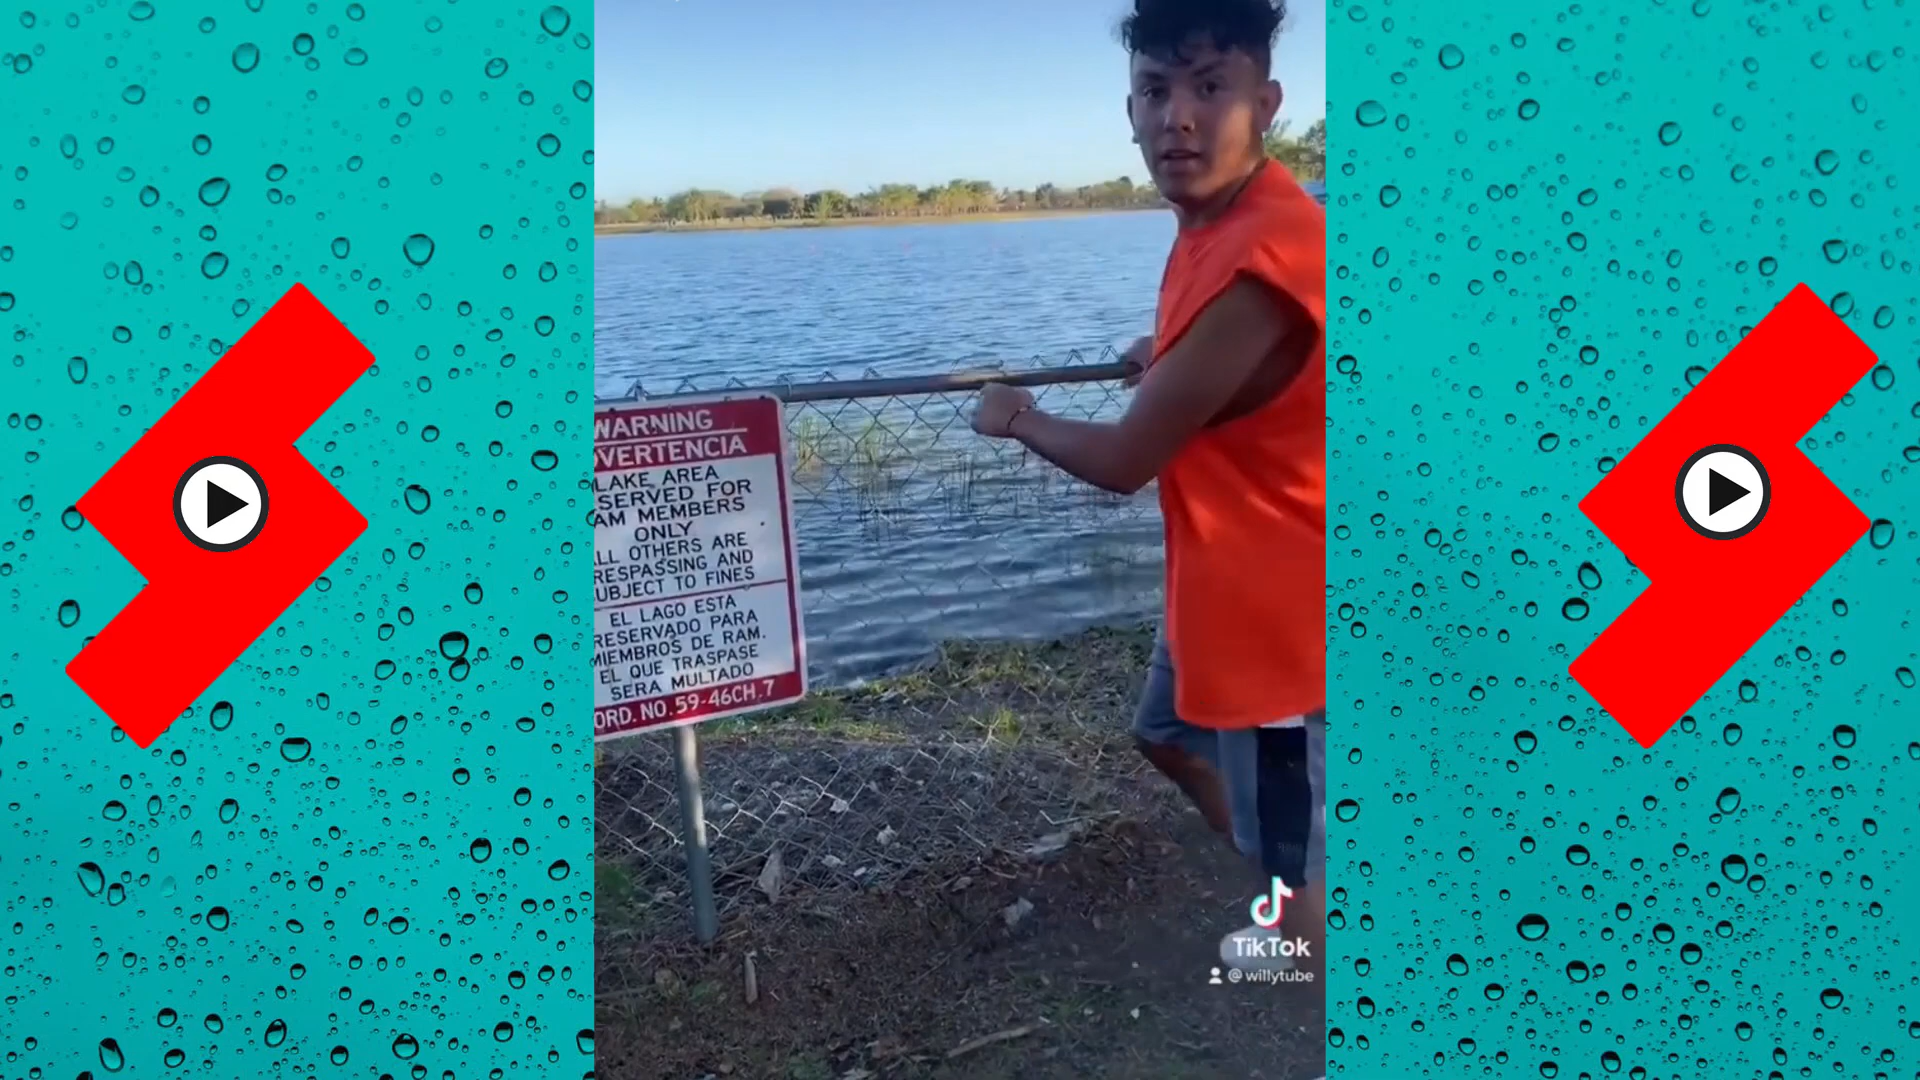 WARNING
VERTENCIA
LAKE AREA
SERVED FOR
AM MEMBERS
ONLY
LL OTHERS ARE
RESPASSING AND
UBJECT TO FINES
EL LAGO ESTA
RESERVADO PARA
MIEMBROS DE RAM.
EL QUE TRASPASE
SERA MULTADO
ORD. NO. 59-46CH.7
TikTok
@willytube